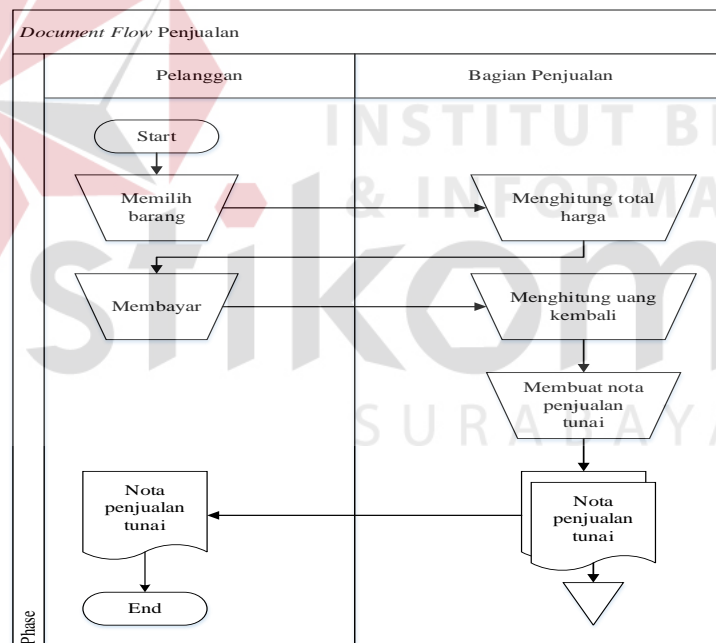 Document Flow Penjualan
Pelanggan
Bagian Penjualan
INSTITUT BI
& INFORMA
stikom
SURABAYA
Start
Memilih
barang
Menghitung total
harga
Membayar
Menghitung uang
kembali
Membuat nota
penjualan
tunai
Nota
penjualan
tunai
Nota
penjualan
tunai
End
Phase